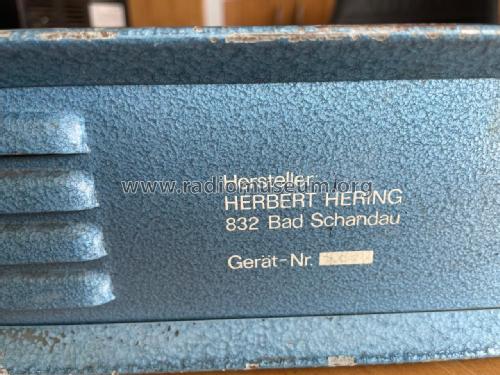 Hersteller:
www.radiomuseum.org
HERBERT HERING
832 Bad Schandau
Gerät-Nr.